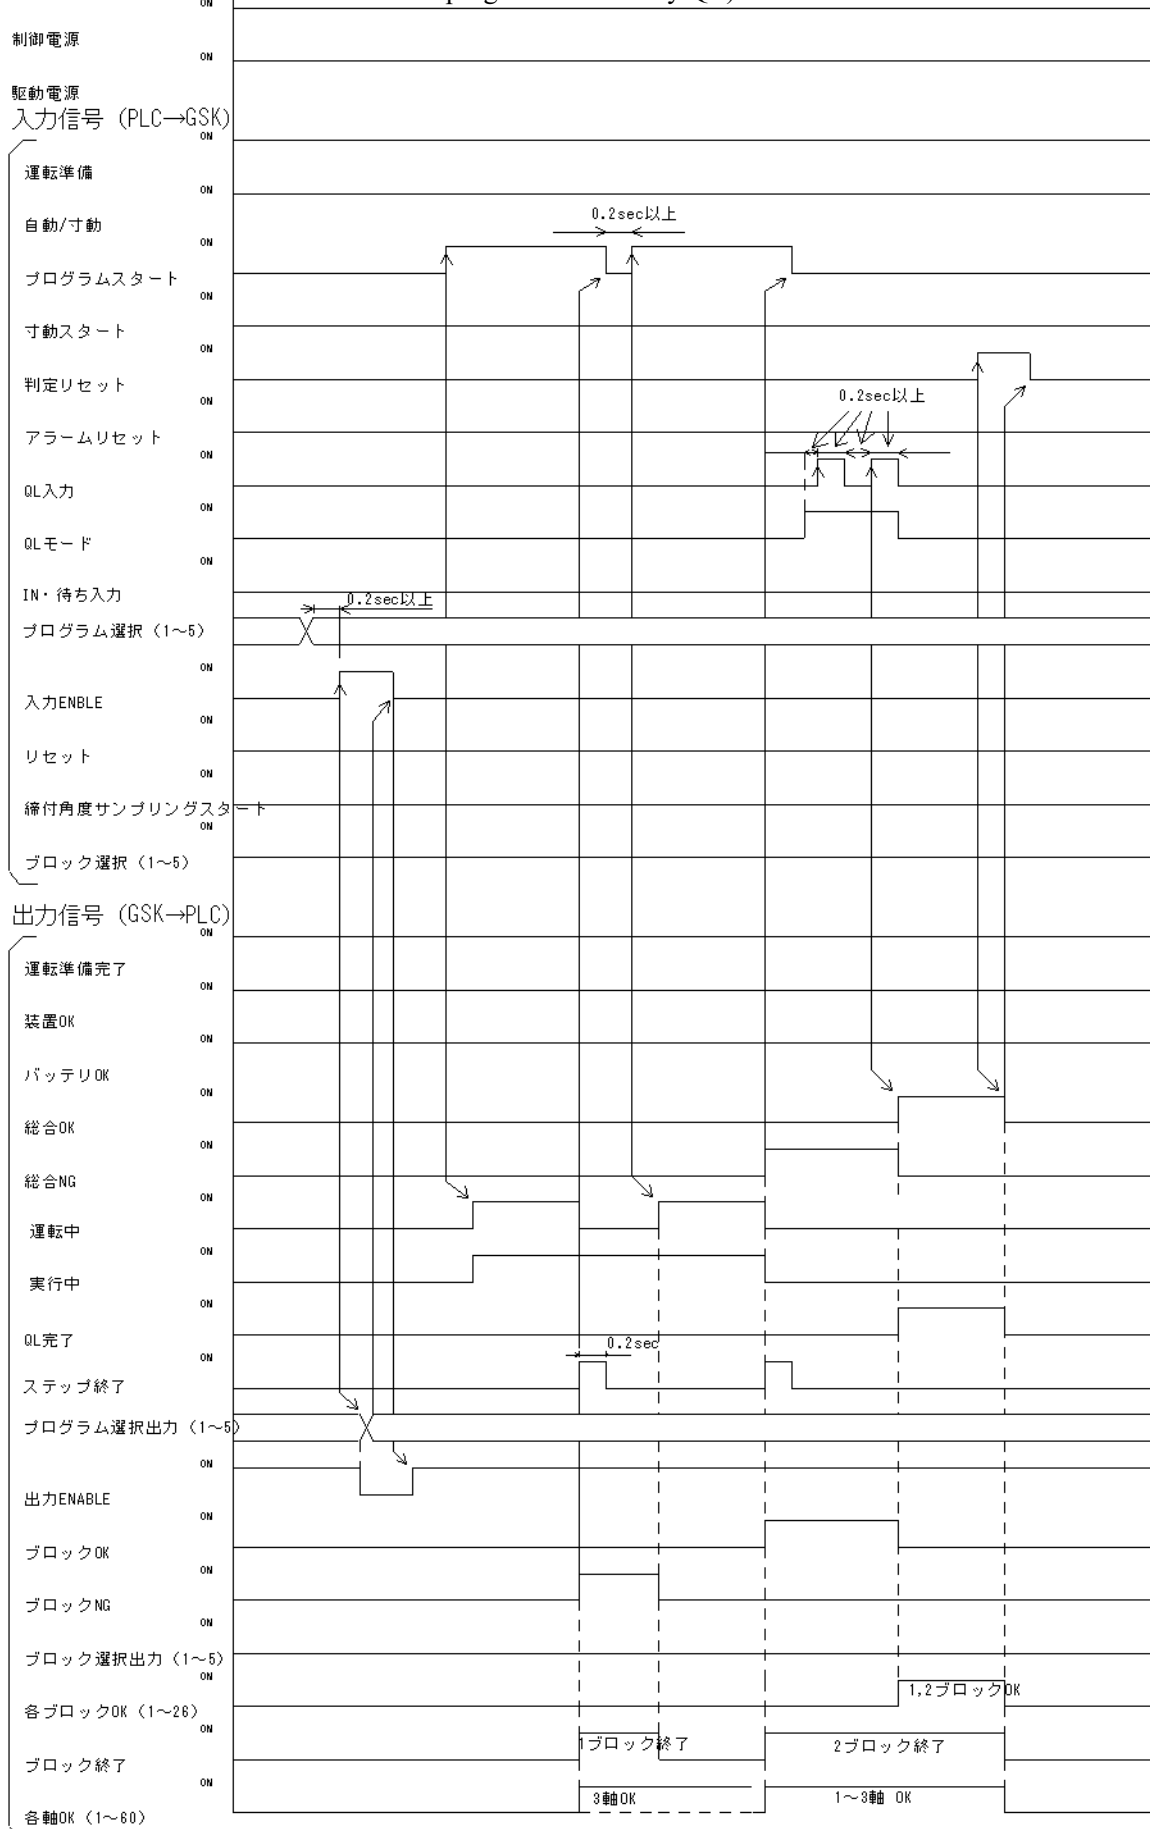 ON
制御電源
ON
駆動電源
入力信号 (PLC→GSK)
ON
運転準備
ON
自動/寸動
0.2sec以上
ON
プログラムスタート
ON
寸動スタート
ON
判定リセット
0.2sec以上
ON
アラームリセット
ON
QL入力
ON
QLモード
ON
IN・待ち入力
0.2sec以上
プログラム選択 (1～5)
ON
入力ENBLE
ON
リセット
ON
締付角度サンプリングスタート
ON
ブロック選択 (1～5)
出力信号 (GSK→PLC)
ON
運転準備完了
ON
装置OK
ON
バッテリOK
ON
総合OK
ON
総合NG
ON
運転中
ON
実行中
ON
QL完了
0.2sec
ON
ステップ終了
プログラム選択出力 (1～5)
ON
出力ENABLE
ON
ブロックOK
ON
ブロックNG
ON
ブロック選択出力 (1～5)
ON
1,2ブロックOK
各ブロックOK (1～26)
ON
1ブロック終了 2ブロック終了
ブロック終了
ON
3軸OK 1～3軸 OK
各軸OK (1～60)